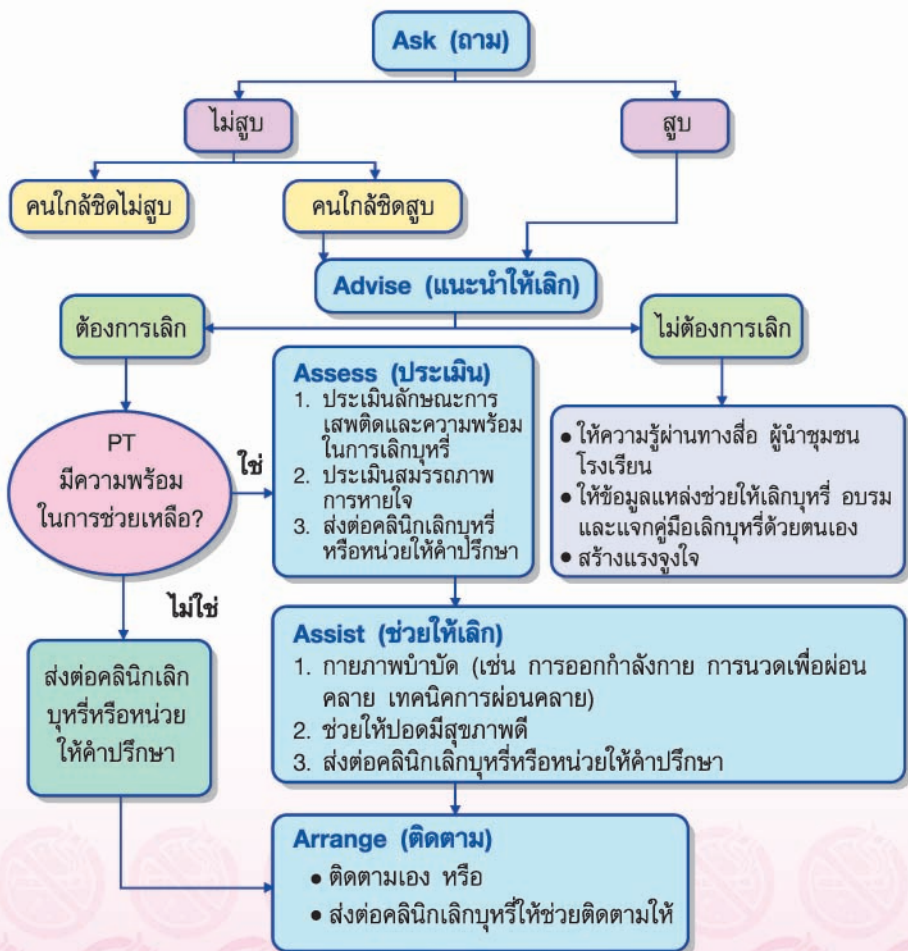 Ask (ถาม)
ไม่สูบ
สูบ
คนใกล้ชิดไม่สูบ
คนใกล้ชิดสูบ
Advise (แนะนำให้เลิก)
ต้องการเลิก
ไม่ต้องการเลิก
PT
มีความพร้อม
ในการช่วยเหลือ?
ใช่
ไม่ใช่
Assess (ประเมิน)
1. ประเมินลักษณะการ
เสพติดและความพร้อม
ในการเลิกบุหรี่
2. ประเมินสมรรถภาพ
การหายใจ
3. ส่งต่อคลินิกเลิกบุหรี่
หรือหน่วยให้คำปรึกษา
• ให้ความรู้ผ่านทางสื่อ ผู้นำชุมชน
โรงเรียน
• ให้ข้อมูลแหล่งช่วยให้เลิกบุหรี่ อบรม
และแจกคู่มือเลิกบุหรี่ด้วยตนเอง
• สร้างแรงจูงใจ
ส่งต่อคลินิกเลิก
บุหรี่หรือหน่วย
ให้คำปรึกษา
Assist (ช่วยให้เลิก)
1. กายภาพบำบัด (เช่น การออกกำลังกาย การนวดเพื่อผ่อน
คลาย เทคนิคการผ่อนคลาย)
2. ช่วยให้ปอดมีสุขภาพดี
3. ส่งต่อคลินิกเลิกบุหรี่หรือหน่วยให้คำปรึกษา
Arrange (ติดตาม)
• ติดตามเอง หรือ
• ส่งต่อคลินิกเลิกบุหรี่ให้ช่วยติดตามให้